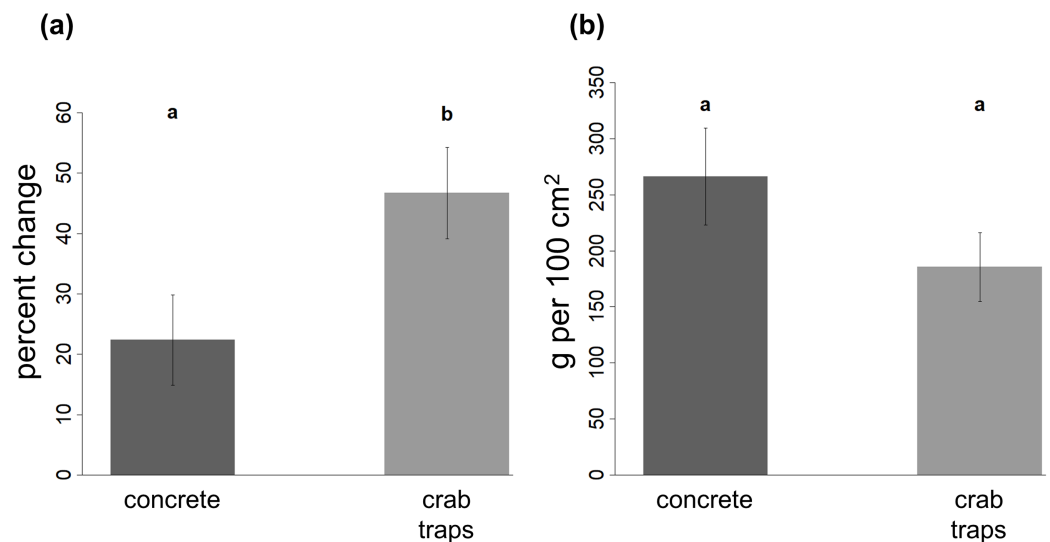 (a)
percent change
60
50
40
30
20
10
0
a
b
concrete
crab
traps
(b)
g per 100 cm²
350
300
250
200
150
100
50
0
a
a
concrete
crab
traps